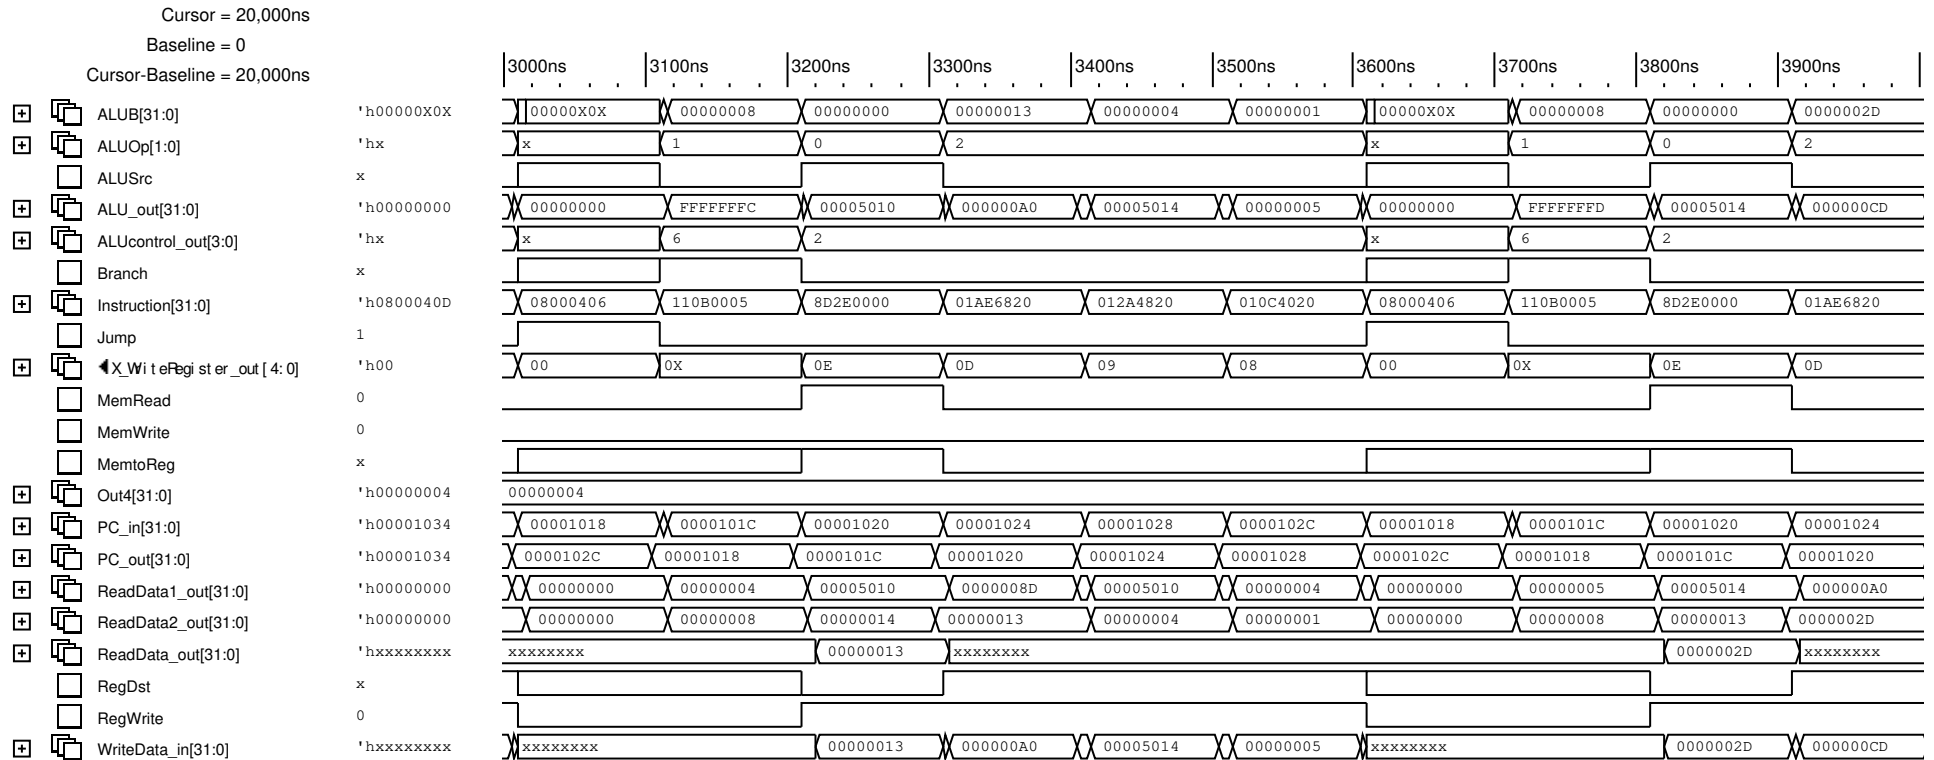 Cursor = 20,000ns
Baseline = 0
Cursor-Baseline = 20,000ns
3000ns 3100ns 3200ns 3300ns 3400ns 3500ns 3600ns 3700ns 3800ns 3900ns
ALUB[31:0] 'h00000X0X 00000X0X 00000008 00000000 00000013 00000004 00000001 00000X0X 00000008 00000000 0000002D
ALUOp[1:0] 'hx x 1 0 2 x 1 0 2
ALUSrc x
ALU_out[31:0] 'h00000000 00000000 FFFFFFFC 00005010 000000A0 00005014 00000005 00000000 FFFFFFFD 00005014 000000CD
ALUcontrol_out[3:0] 'hx x 6 2 x 6 2
Branch x
Instruction[31:0] 'h0800040D 08000406 110B0005 8D2E0000 01AE6820 012A4820 010C4020 08000406 110B0005 8D2E0000 01AE6820
Jump 1
X_WriteRegister_out[4:0] 'h00 00 0X 0E 0D 09 08 00 0X 0E 0D
MemRead 0
MemWrite 0
MemtoReg x
Out4[31:0] 'h00000004 00000004
PC_in[31:0] 'h00001034 00001018 0000101C 00001020 00001024 00001028 0000102C 00001018 0000101C 00001020 00001024
PC_out[31:0] 'h00001034 0000102C 00001018 0000101C 00001020 00001024 00001028 0000102C 00001018 0000101C 00001020
ReadData1_out[31:0] 'h00000000 00000000 00000004 00005010 0000008D 00005010 00000004 00000000 00000005 00005014 000000A0
ReadData2_out[31:0] 'h00000000 00000000 00000008 00000014 00000013 00000004 00000001 00000000 00000008 00000013 0000002D
ReadData_out[31:0] 'hxxxxxxxx xxxxxxxx 00000013 xxxxxxxx 0000002D xxxxxxxx
RegDst x
RegWrite 0
WriteData_in[31:0] 'hxxxxxxxx xxxxxxxx 00000013 000000A0 00005014 00000005 xxxxxxxx 0000002D 000000CD